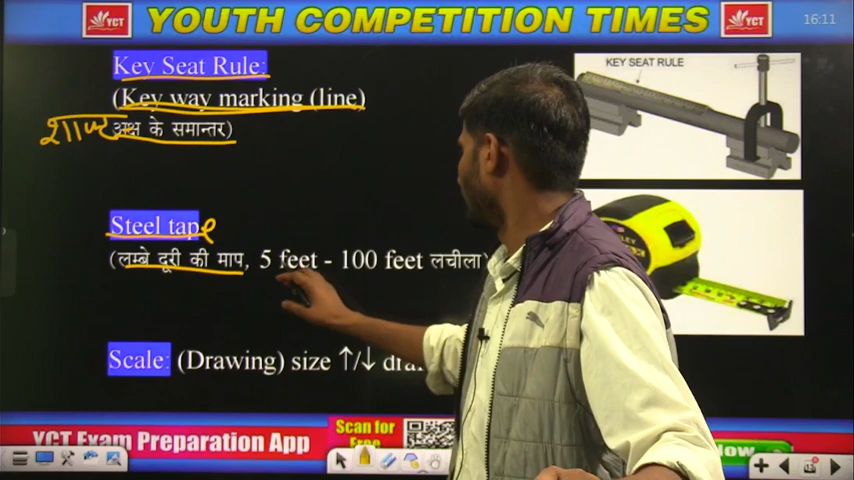 YCT
YOUTH COMPETITION TIMES
YCT
16:11
Key Seat Rule:
(Key way marking (line)
शाफ्ट अक्ष के समान्तर)
KEY SEAT RULE
Steel tape
(लम्बे दूरी की माप, 5 feet - 100 feet लचीला)
Scale: (Drawing) size ↑/↓
YCT Exam Preparation App
Scan for
Free